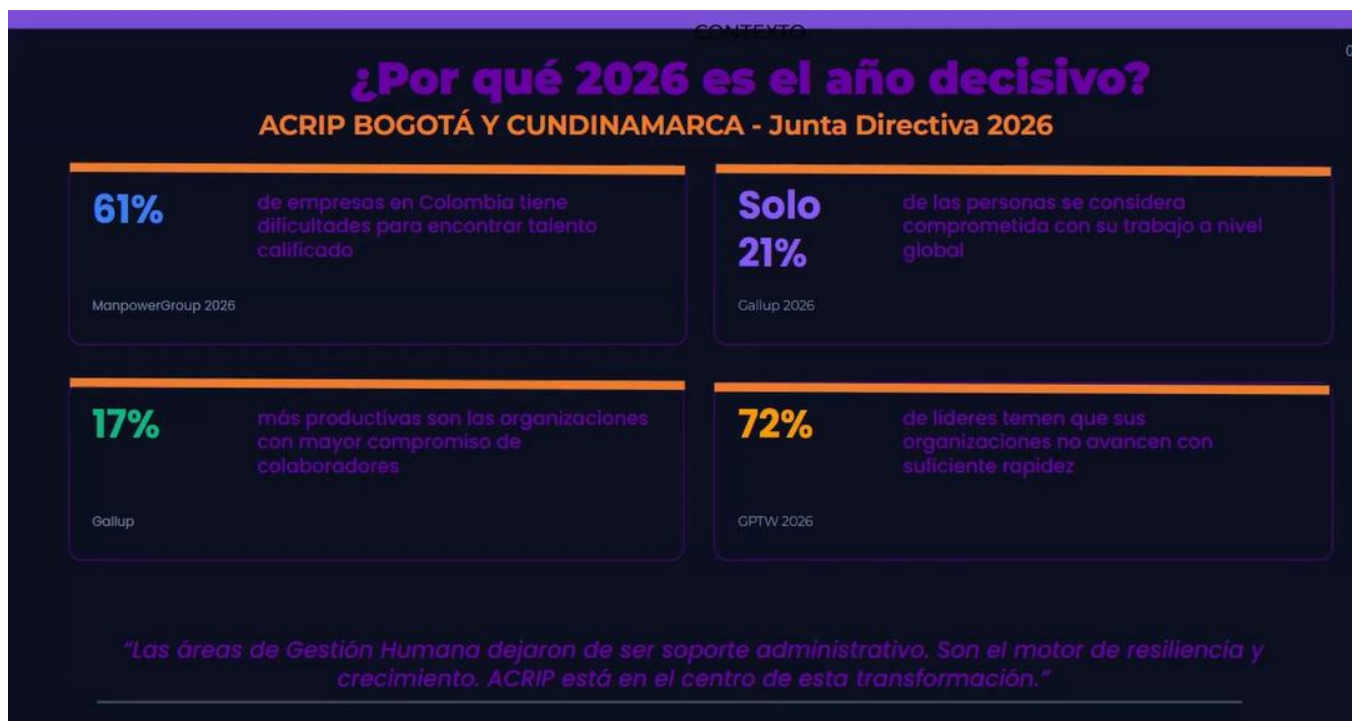 CONTEXTO
¿Por qué 2026 es el año decisivo?
ACRIP BOGOTÁ Y CUNDINAMARCA - Junta Directiva 2026
61%
de empresas en Colombia tiene
dificultades para encontrar talento
calificado
ManpowerGroup 2026
Solo
21%
de las personas se considera
comprometida con su trabajo a nivel
global
Gallup 2026
17%
más productivas son las organizaciones
con mayor compromiso de
colaboradores
Gallup
72%
de líderes temen que sus
organizaciones no avancen con
suficiente rapidez
GPTW 2026
“Las áreas de Gestión Humana dejaron de ser soporte administrativo. Son el motor de resiliencia y
crecimiento. ACRIP está en el centro de esta transformación.”